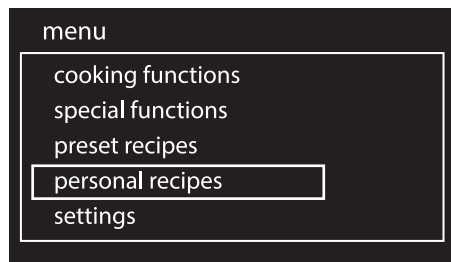 menu
cooking functions
special functions
preset recipes
personal recipes
settings